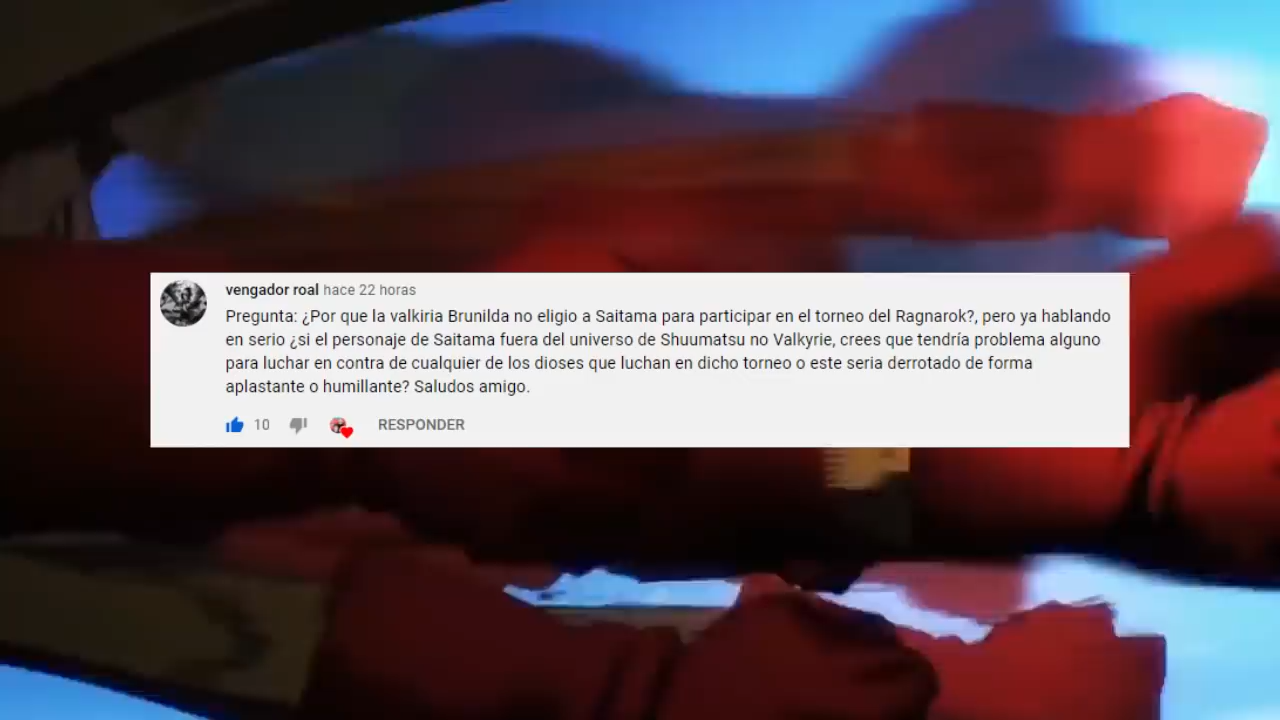 vengador roal hace 22 horas
Pregunta: ¿Por que la valkiria Brunilda no eligio a Saitama para participar en el torneo del Ragnarok?, pero ya hablando
en serio ¿si el personaje de Saitama fuera del universo de Shuumatsu no Valkyrie, crees que tendría problema alguno
para luchar en contra de cualquier de los dioses que luchan en dicho torneo o este seria derrotado de forma
aplastante o humillante? Saludos amigo.
10 RESPONDER